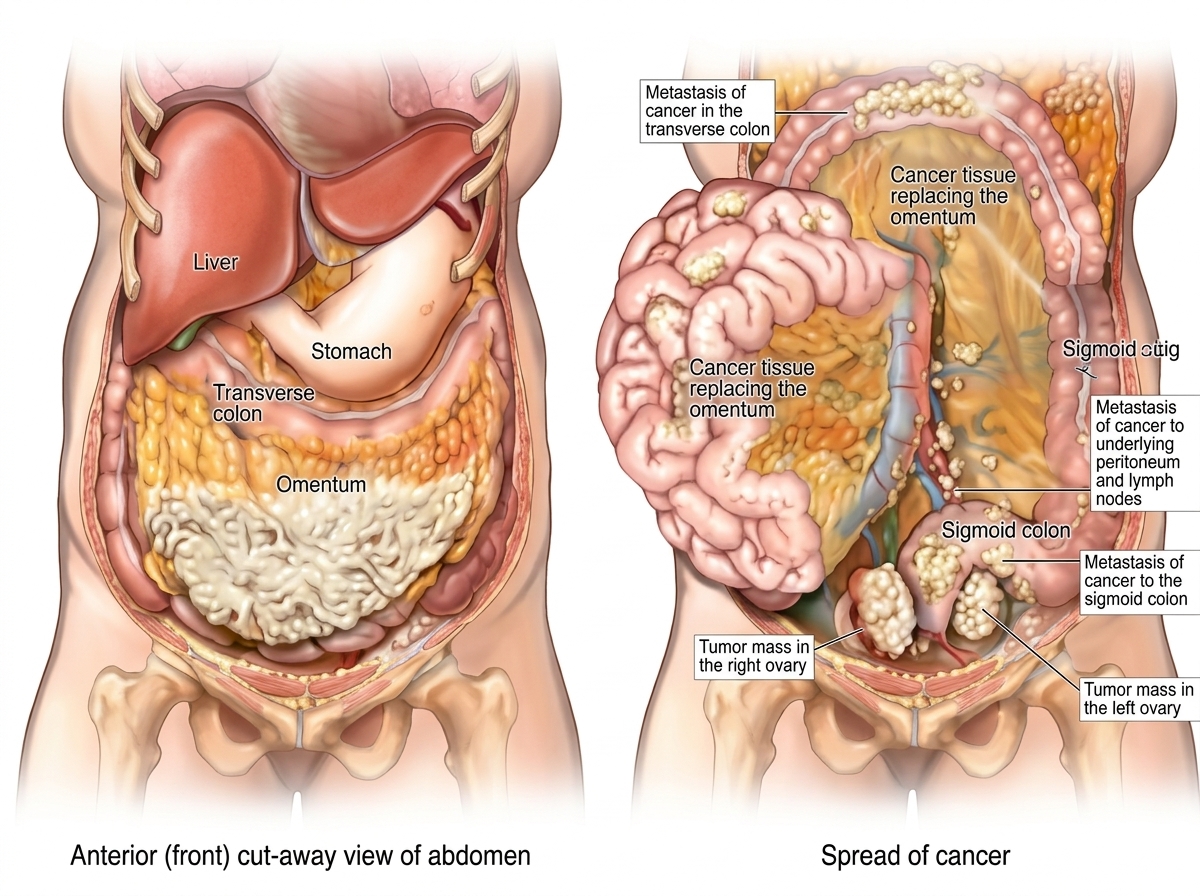 Liver
Stomach
Transverse
colon
Omentum
Anterior (front) cut-away view of abdomen
Metastasis of
cancer in the
transverse colon
Cancer tissue
replacing the
omentum
Cancer tissue
replacing the
omentum
Sigmoid
Metastasis
of cancer to
underlying
peritoneum
and lymph
nodes
Sigmoid colon
Metastasis of
cancer to the
sigmoid colon
Tumor mass in
the right ovary
Tumor mass in
the left ovary
Spread of cancer